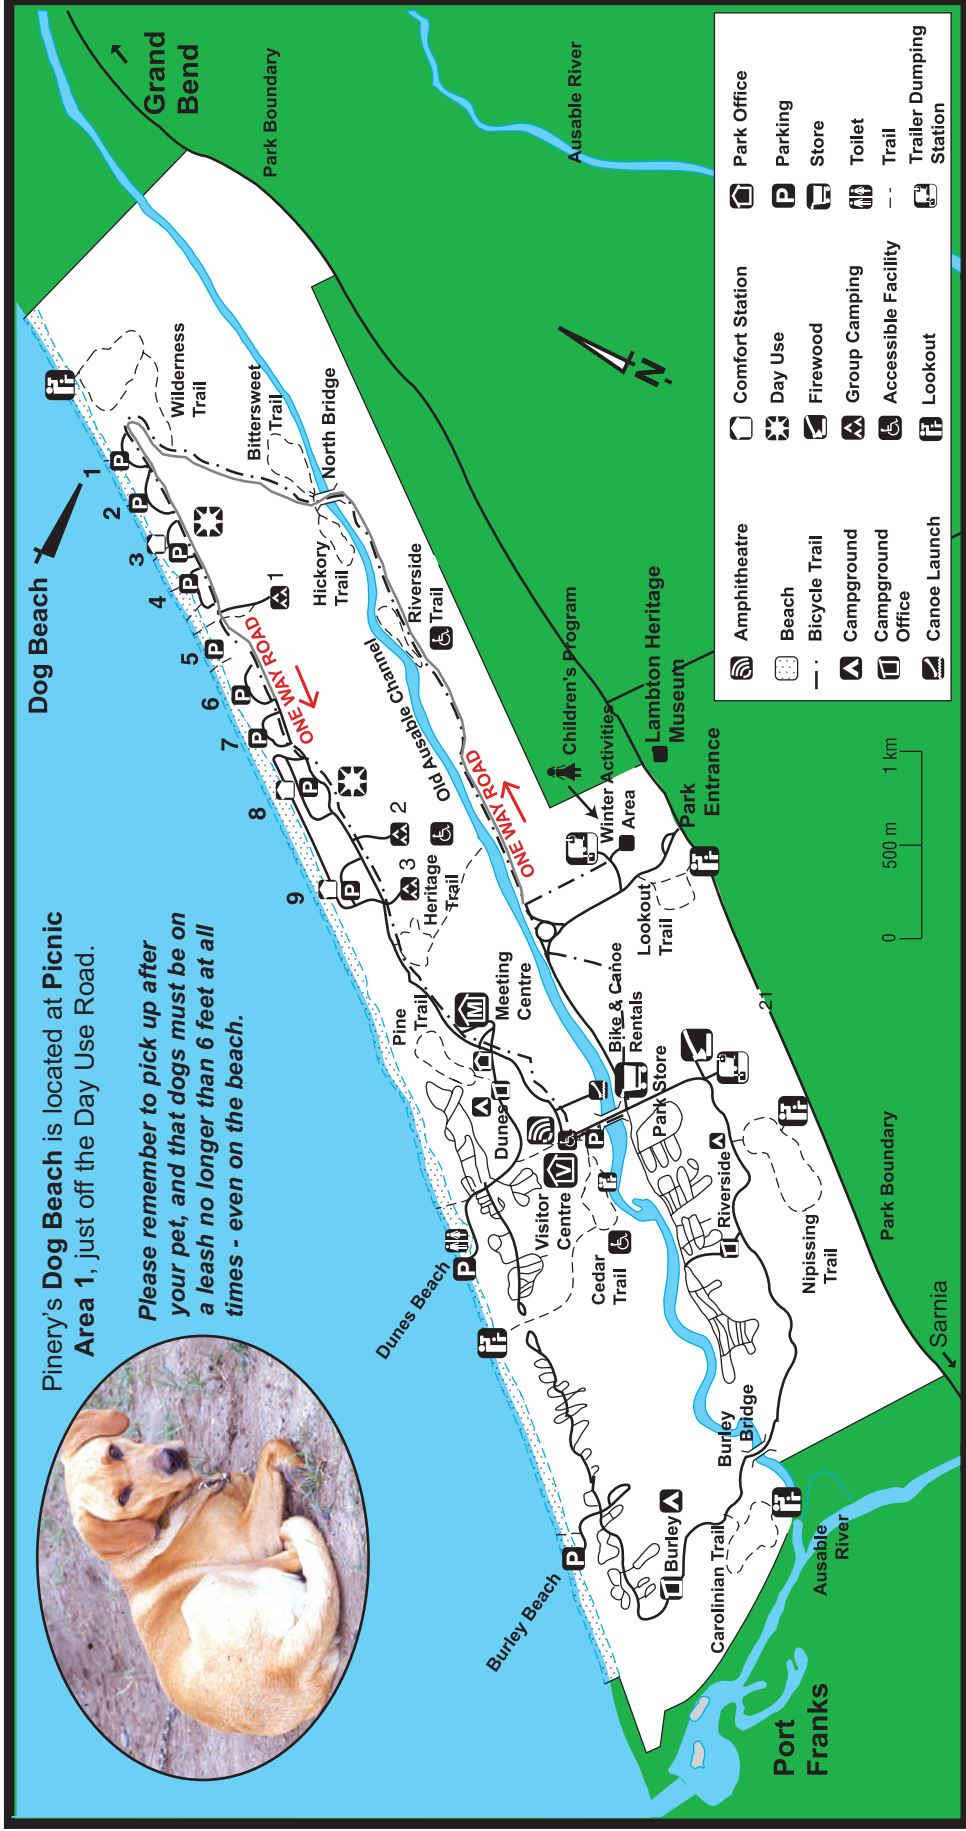 Pinery's Dog Beach is located at Picnic
Area 1, just off the Day Use Road.
Please remember to pick up after
your pet, and that dogs must be on
a leash no longer than 6 feet at all
times - even on the beach.
Dog Beach
1
2
3
4
5
6
7
8
9
P
P
P
P
P
P
P
P
P
Grand
Bend
Park Boundary
Ausable River
Wilderness
Trail
Bittersweet
Trail
North Bridge
Hickory
Trail
Riverside
Trail
1
ONE WAY ROAD
Old Ausable Channel
2
3
Heritage
Trail
ONE WAY ROAD
Children's Program
Winter Activities
Area
Lambton Heritage
Museum
Park
Entrance
Lookout
Trail
Pine
Trail
M
Meeting
Centre
Bike & Canoe
Rentals
Park Store
Dunes
V
Visitor
Centre
P
Cedar
Trail
Dunes Beach
P
21
Riverside
Nipissing
Trail
Park Boundary
Sarnia
Burley
Bridge
Burley Beach
P
Burley
Carolinian Trail
Ausable
River
Port
Franks
N
0
500 m
1 km
Amphitheatre
Beach
Bicycle Trail
Campground
Campground
Office
Canoe Launch
Comfort Station
Day Use
Firewood
Group Camping
Accessible Facility
Lookout
Park Office
P
Parking
Store
Toilet
Trail
Trailer Dumping
Station